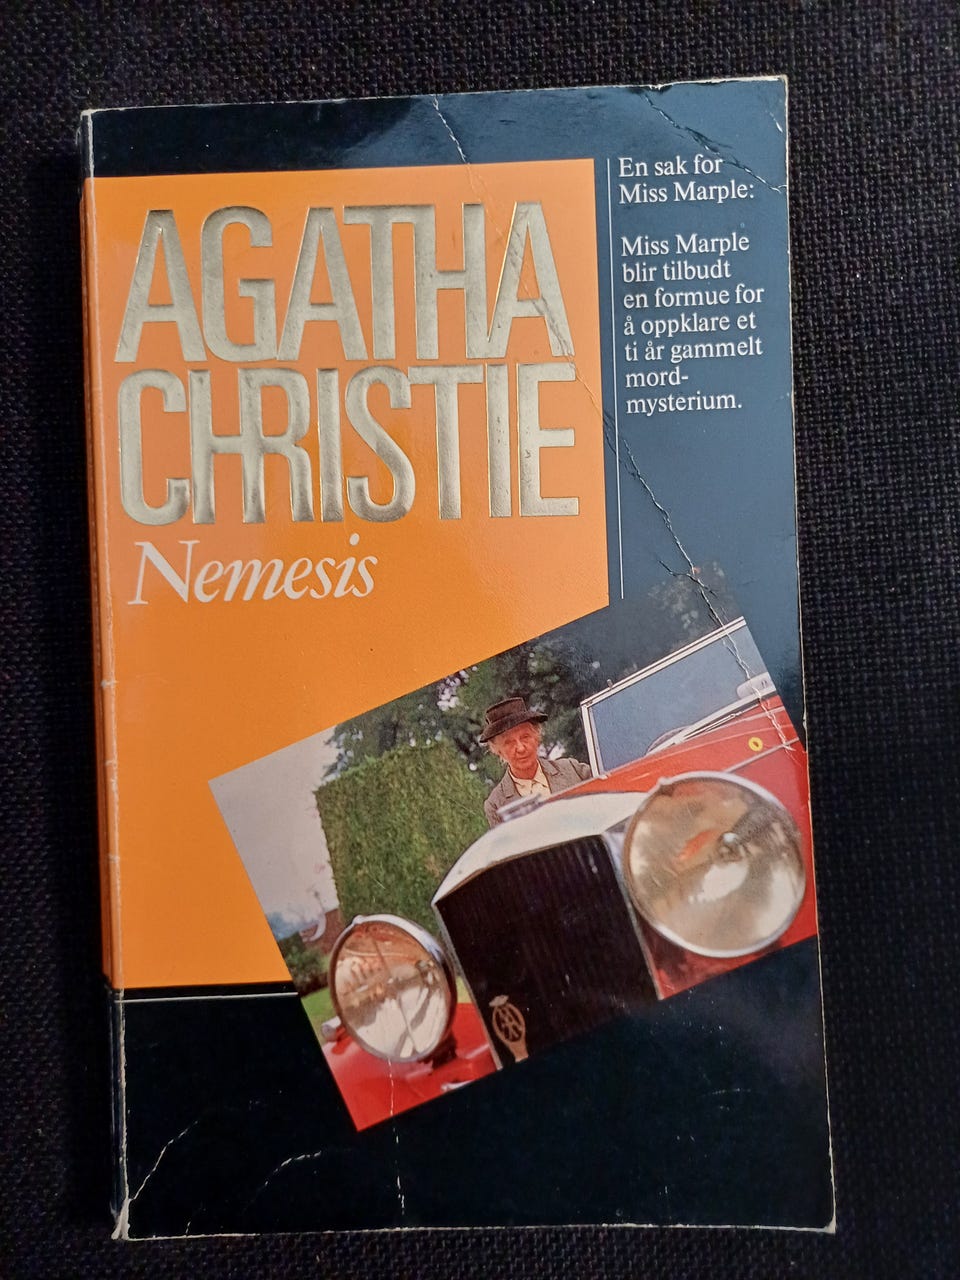 AGATHA
CHRISTIE
Nemesis
En sak for
Miss Marple:
Miss Marple
blir tilbudt
en formue for
å oppklare et
ti år gammelt
mord-
mysterium.
AA